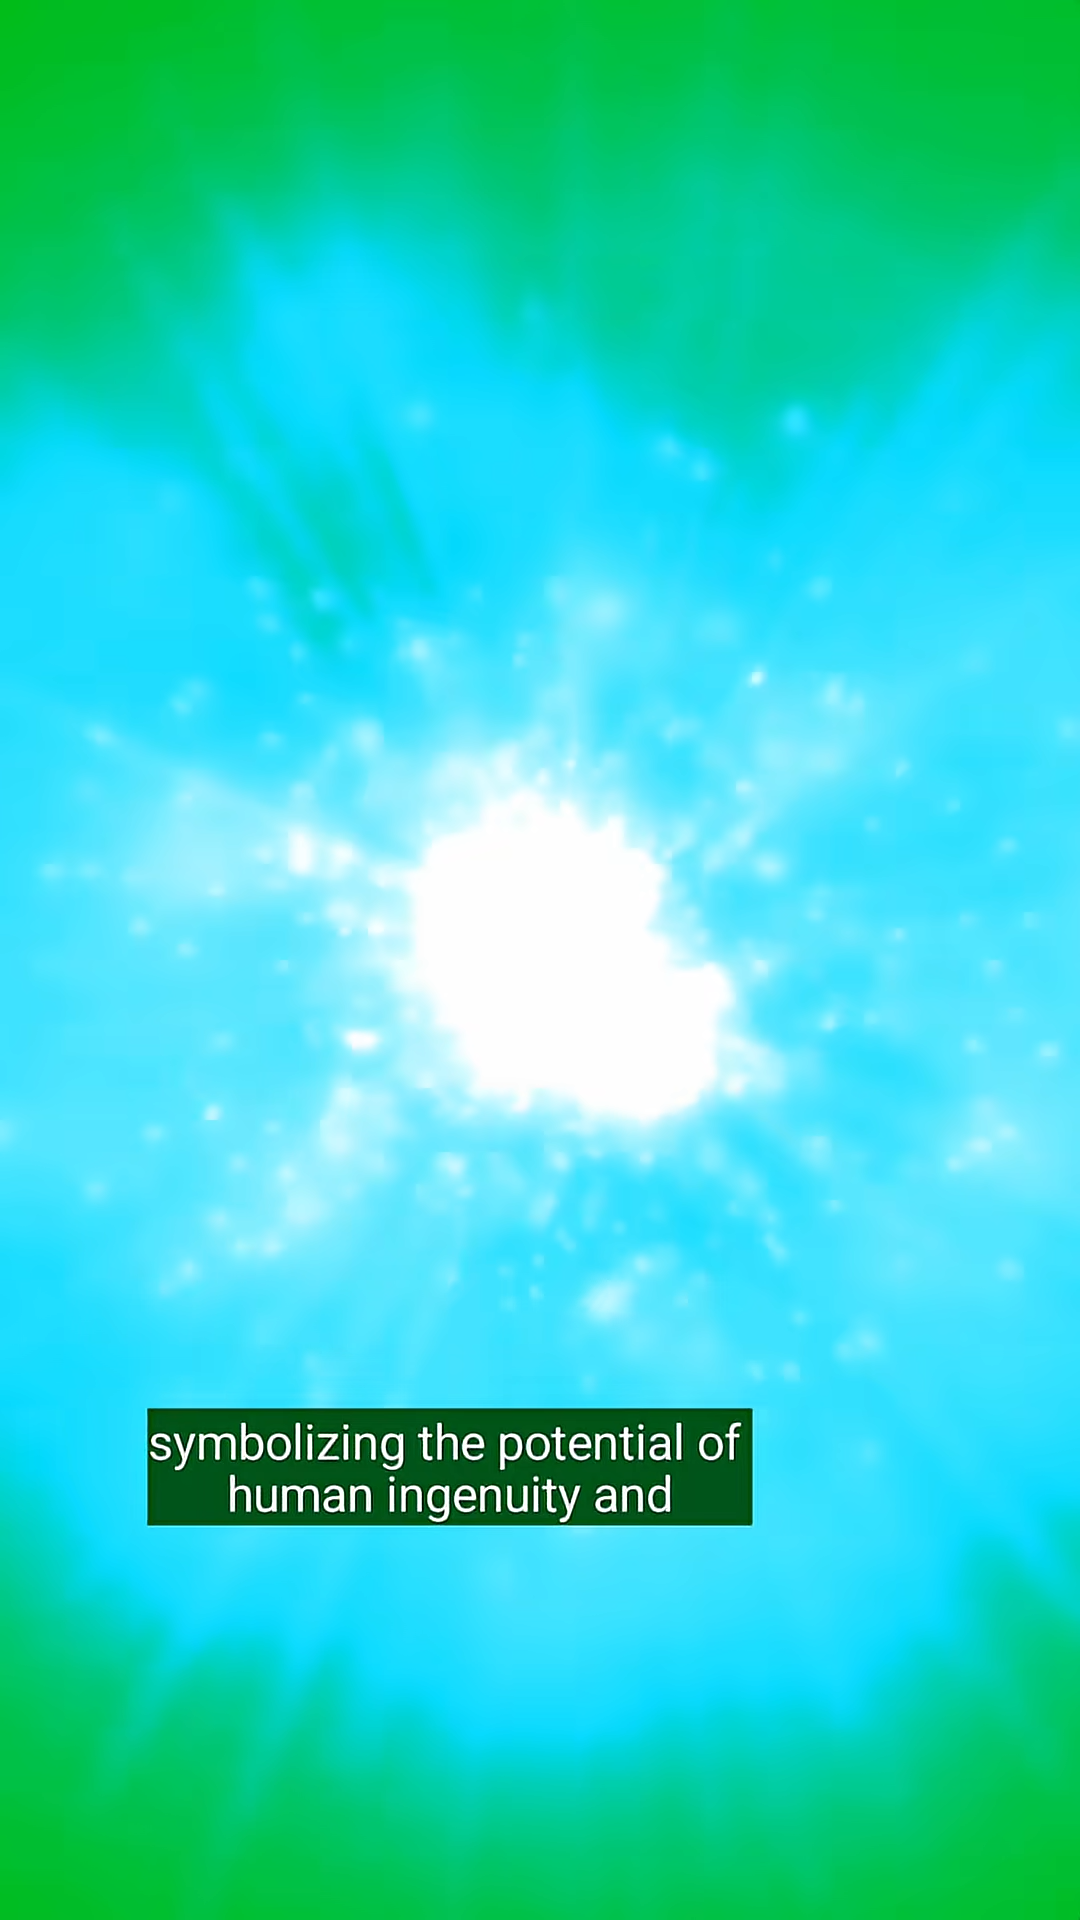 symbolizing the potential of
human ingenuity and